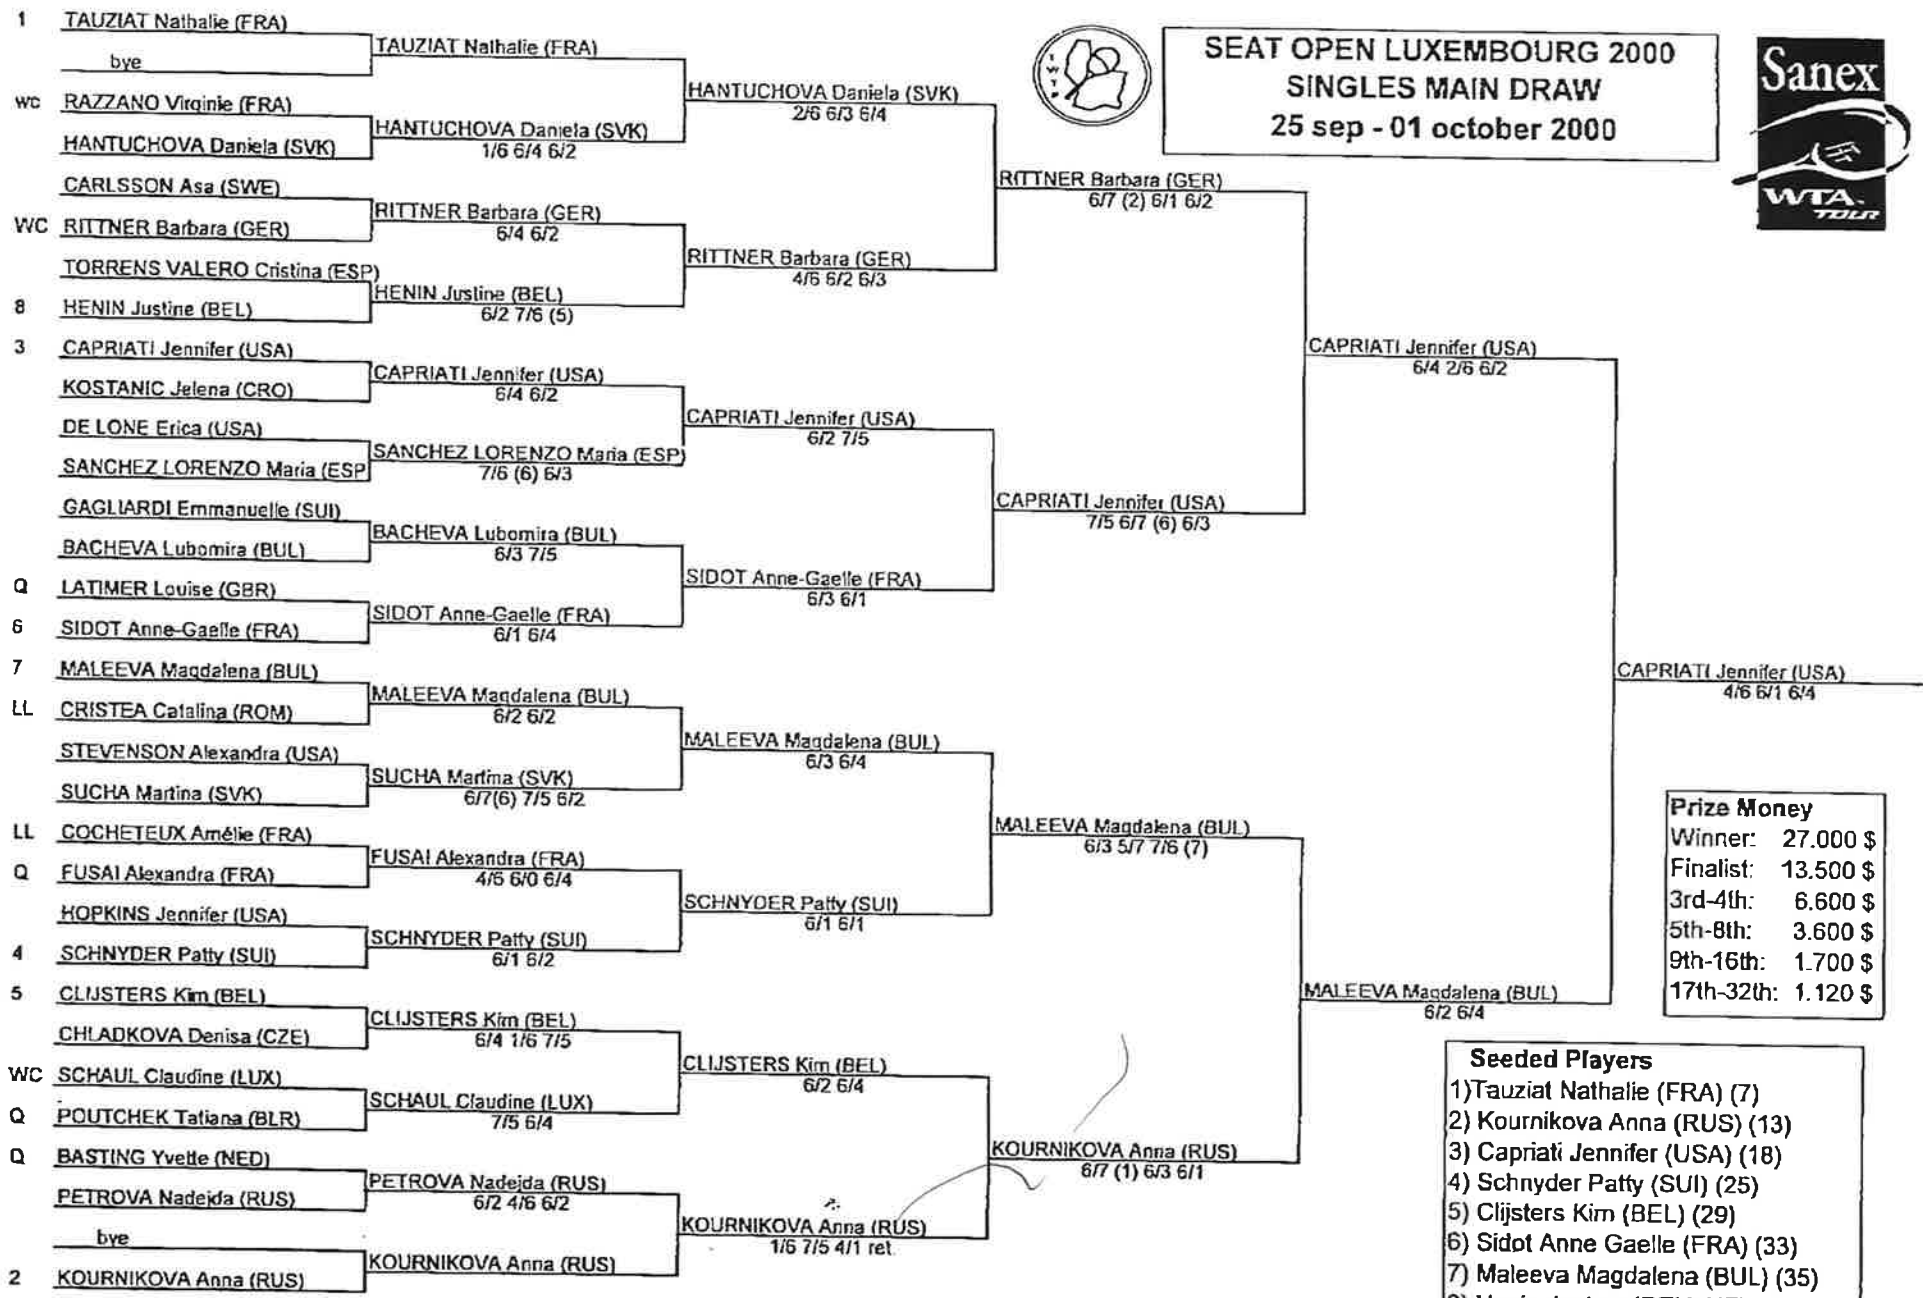 SEAT OPEN LUXEMBOURG 2000
SINGLES MAIN DRAW
25 sep - 01 october 2000
I
W
T
P
Sanex
WTA
TOUR
1 TAUZIAT Nathalie (FRA)
bye
wc RAZZANO Virginie (FRA)
HANTUCHOVA Daniela (SVK)
CARLSSON Asa (SWE)
WC RITTNER Barbara (GER)
TORRENS VALERO Cristina (ESP)
8 HENIN Justine (BEL)
3 CAPRIATI Jennifer (USA)
KOSTANIC Jelena (CRO)
DE LONE Erica (USA)
SANCHEZ LORENZO Maria (ESP
GAGLIARDI Emmanuelle (SUI)
BACHEVA Lubomira (BUL)
Q LATIMER Louise (GBR)
6 SIDOT Anne-Gaelle (FRA)
7 MALEEVA Magdalena (BUL)
LL CRISTEA Catalina (ROM)
STEVENSON Alexandra (USA)
SUCHA Martina (SVK)
LL COCHETEUX Amélie (FRA)
Q FUSAI Alexandra (FRA)
HOPKINS Jennifer (USA)
4 SCHNYDER Patty (SUI)
5 CLIJSTERS Kim (BEL)
CHLADKOVA Denisa (CZE)
WC SCHAUL Claudine (LUX)
Q POUTCHEK Tatiana (BLR)
Q BASTING Yvette (NED)
PETROVA Nadejda (RUS)
bye
2 KOURNIKOVA Anna (RUS)
TAUZIAT Nathalie (FRA)
HANTUCHOVA Daniela (SVK)
1/6 6/4 6/2
RITTNER Barbara (GER)
6/4 6/2
HENIN Justine (BEL)
6/2 7/6 (5)
CAPRIATI Jennifer (USA)
6/4 6/2
SANCHEZ LORENZO Maria (ESP)
7/6 (6) 6/3
BACHEVA Lubomira (BUL)
6/3 7/5
SIDOT Anne-Gaelle (FRA)
6/1 6/4
MALEEVA Magdalena (BUL)
6/2 6/2
SUCHA Martina (SVK)
6/7(6) 7/5 6/2
FUSAI Alexandra (FRA)
4/6 6/0 6/4
SCHNYDER Patty (SUI)
6/1 6/2
CLIJSTERS Kim (BEL)
6/4 1/6 7/5
SCHAUL Claudine (LUX)
7/5 6/4
PETROVA Nadejda (RUS)
6/2 4/6 6/2
KOURNIKOVA Anna (RUS)
HANTUCHOVA Daniela (SVK)
2/6 6/3 6/4
RITTNER Barbara (GER)
4/6 6/2 6/3
CAPRIATI Jennifer (USA)
6/2 7/5
SIDOT Anne-Gaelle (FRA)
6/3 6/1
MALEEVA Magdalena (BUL)
6/3 6/4
SCHNYDER Patty (SUI)
6/1 6/1
CLIJSTERS Kim (BEL)
6/2 6/4
KOURNIKOVA Anna (RUS)
1/6 7/5 4/1 ret
RITTNER Barbara (GER)
6/7 (2) 6/1 6/2
CAPRIATI Jennifer (USA)
7/5 6/7 (6) 6/3
MALEEVA Magdalena (BUL)
6/3 5/7 7/6 (7)
KOURNIKOVA Anna (RUS)
6/7 (1) 6/3 6/1
CAPRIATI Jennifer (USA)
6/4 2/6 6/2
MALEEVA Magdalena (BUL)
6/2 6/4
CAPRIATI Jennifer (USA)
4/6 6/1 6/4
Prize Money
Winner: 27.000 $
Finalist: 13.500 $
3rd-4th: 6.600 $
5th-8th: 3.600 $
9th-16th: 1.700 $
17th-32th: 1.120 $
Seeded Players
1)Tauziat Nathalie (FRA) (7)
2) Kournikova Anna (RUS) (13)
3) Capriati Jennifer (USA) (18)
4) Schnyder Patty (SUI) (25)
5) Clijsters Kim (BEL) (29)
6) Sidot Anne Gaelle (FRA) (33)
7) Maleeva Magdalena (BUL) (35)